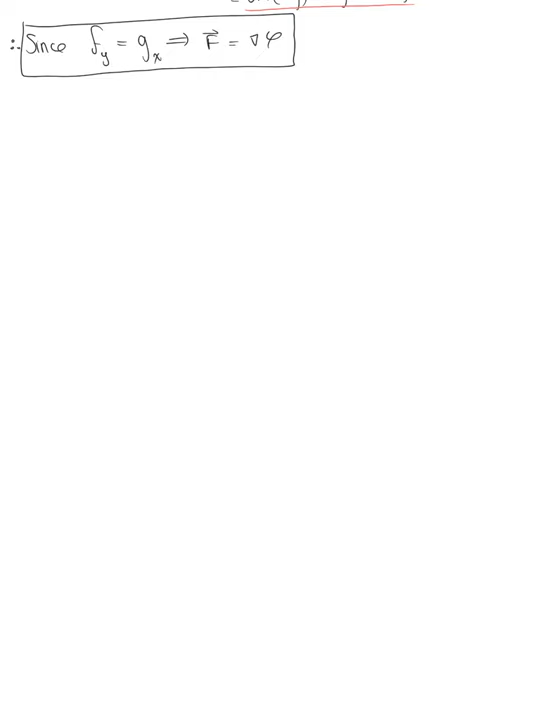 ∴ Since f_y = g_x ⟹ F⃗ = ∇φ